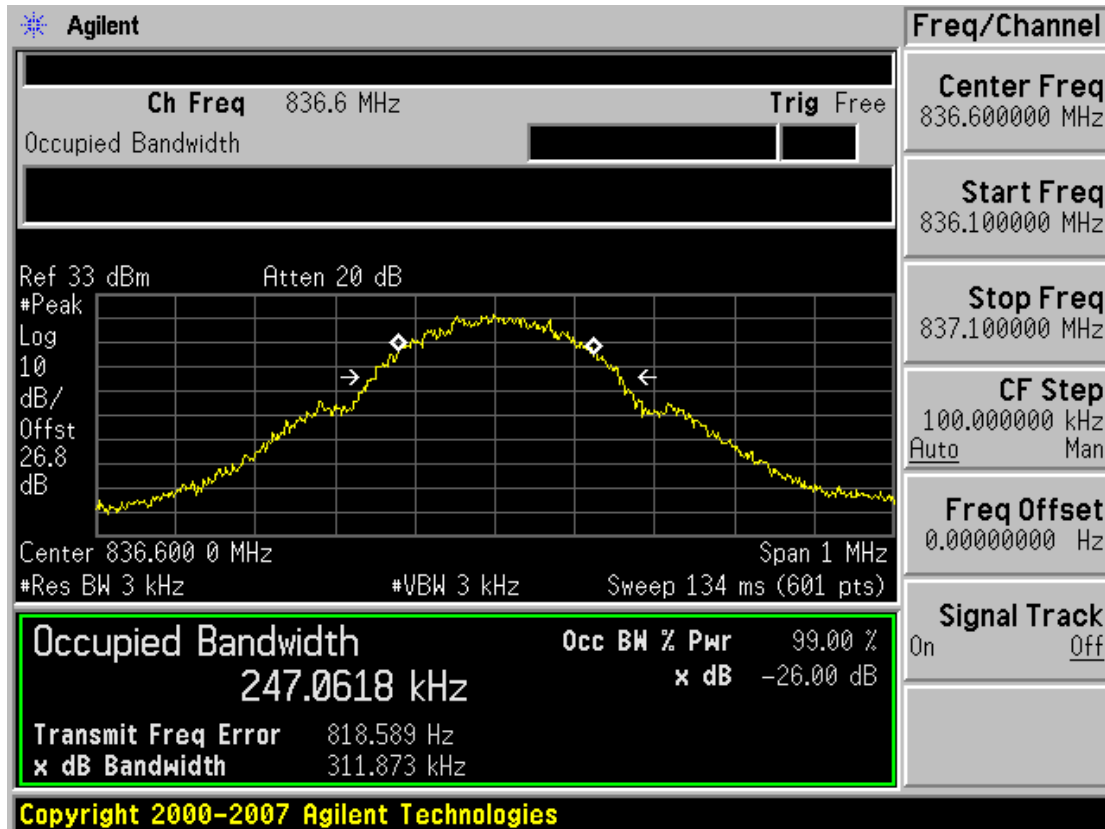 Agilent
Freq/Channel
Ch Freq 836.6 MHz Trig Free
Occupied Bandwidth
Center Freq
836.600000 MHz
Start Freq
836.100000 MHz
Stop Freq
837.100000 MHz
CF Step
100.000000 kHz
Auto Man
Freq Offset
0.00000000 Hz
Signal Track
On Off
Ref 33 dBm Atten 20 dB
#Peak
Log
10
dB/
Offst
26.8
dB
Center 836.600 0 MHz Span 1 MHz
#Res BW 3 kHz #VBW 3 kHz Sweep 134 ms (601 pts)
Occupied Bandwidth
247.0618 kHz
Occ BW % Pwr 99.00 %
x dB -26.00 dB
Transmit Freq Error 818.589 Hz
x dB Bandwidth 311.873 kHz
Copyright 2000-2007 Agilent Technologies